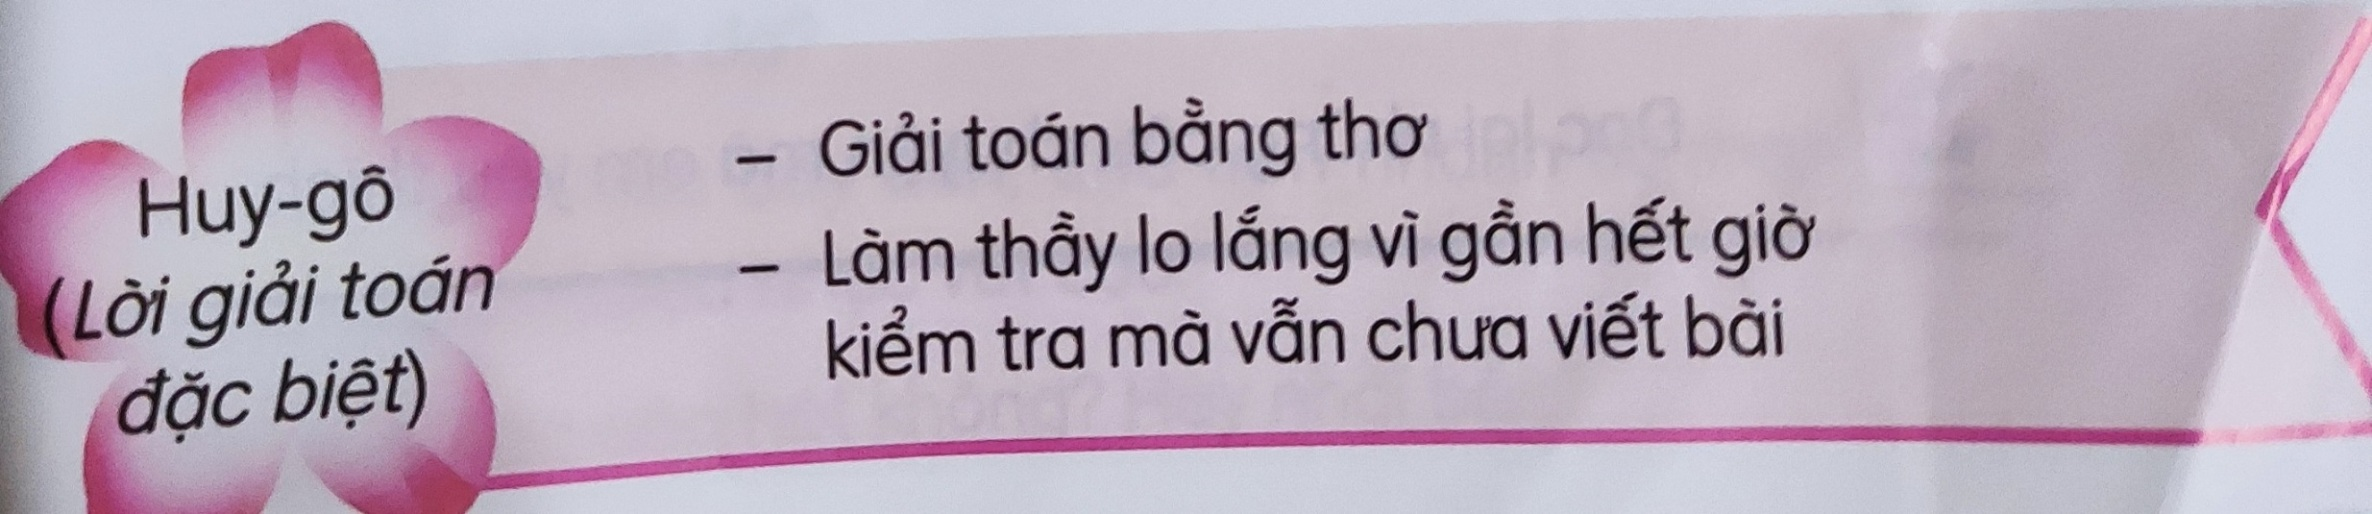 Huy-gô
(Lời giải toán
đặc biệt)
– Giải toán bằng thơ
– Làm thầy lo lắng vì gần hết giờ
kiểm tra mà vẫn chưa viết bài